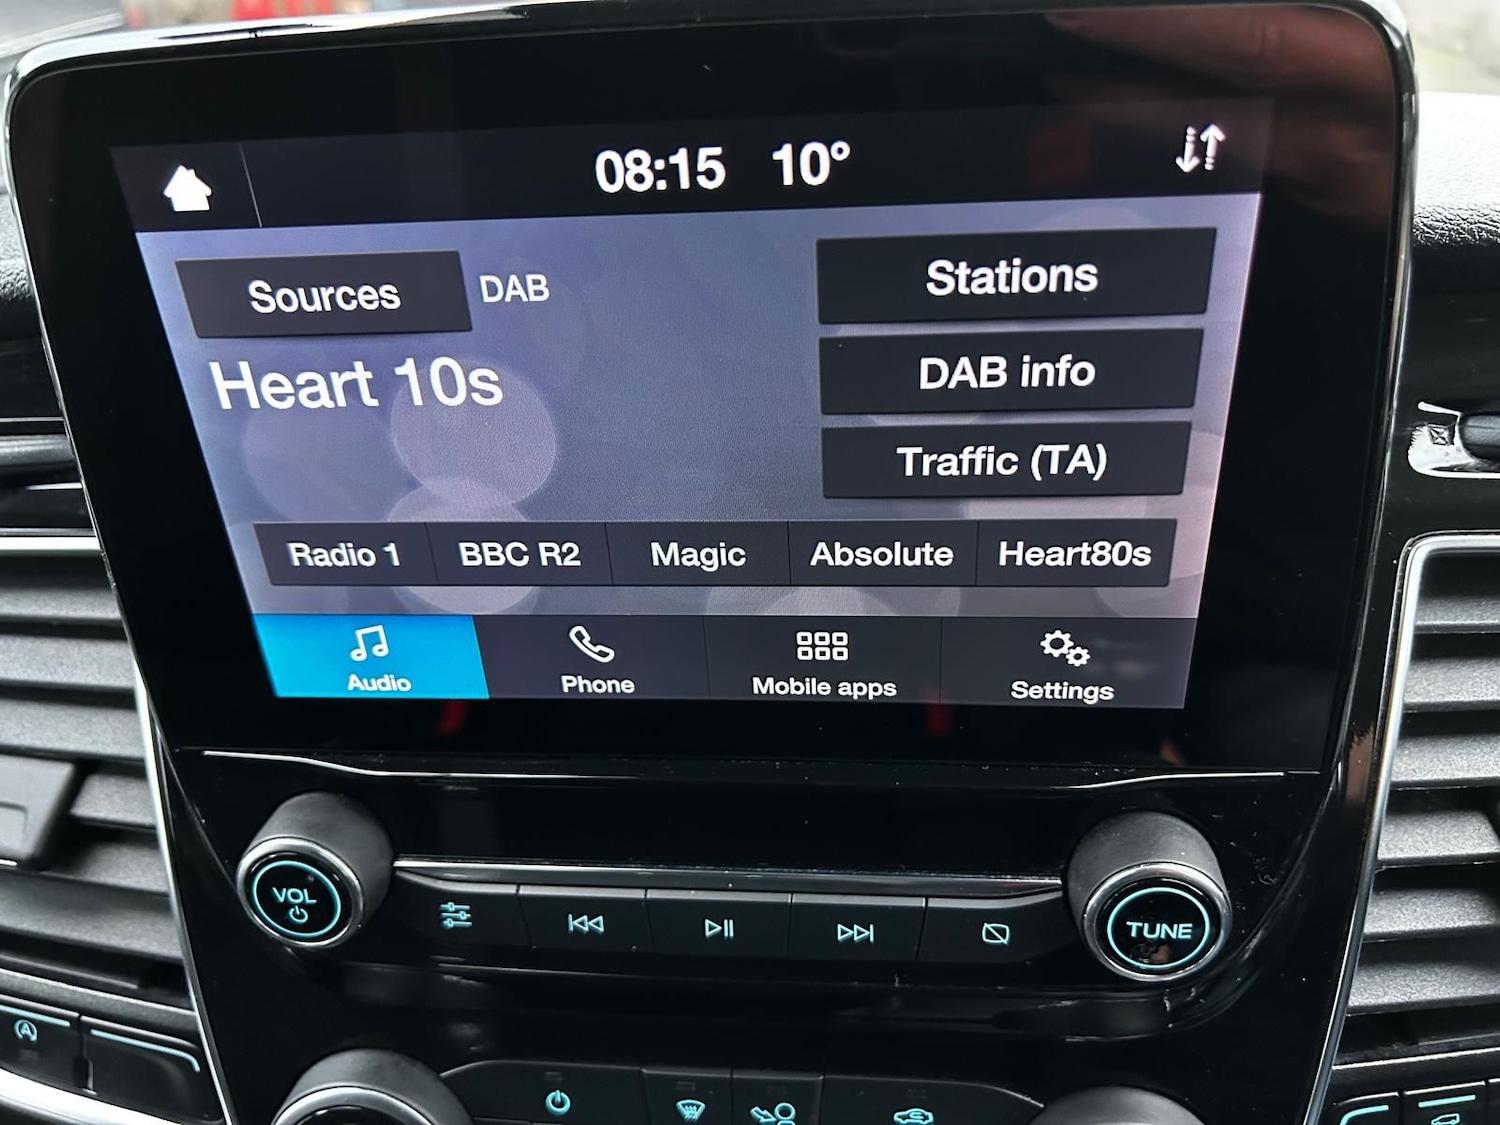 08:15 10°
Sources DAB
Stations
Heart 10s
DAB info
Traffic (TA)
Radio 1 BBC R2 Magic Absolute Heart80s
Audio Phone Mobile apps Settings
VOL
TUNE
A